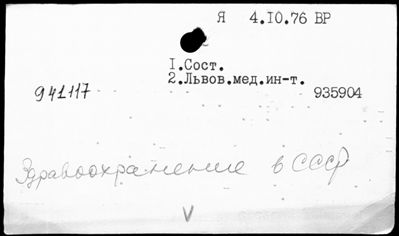 Я 4.10.76 ВР
1.Сост.
2.Львов.мед.ин-т.
941117
935904
Здравоохранение в СССР
V